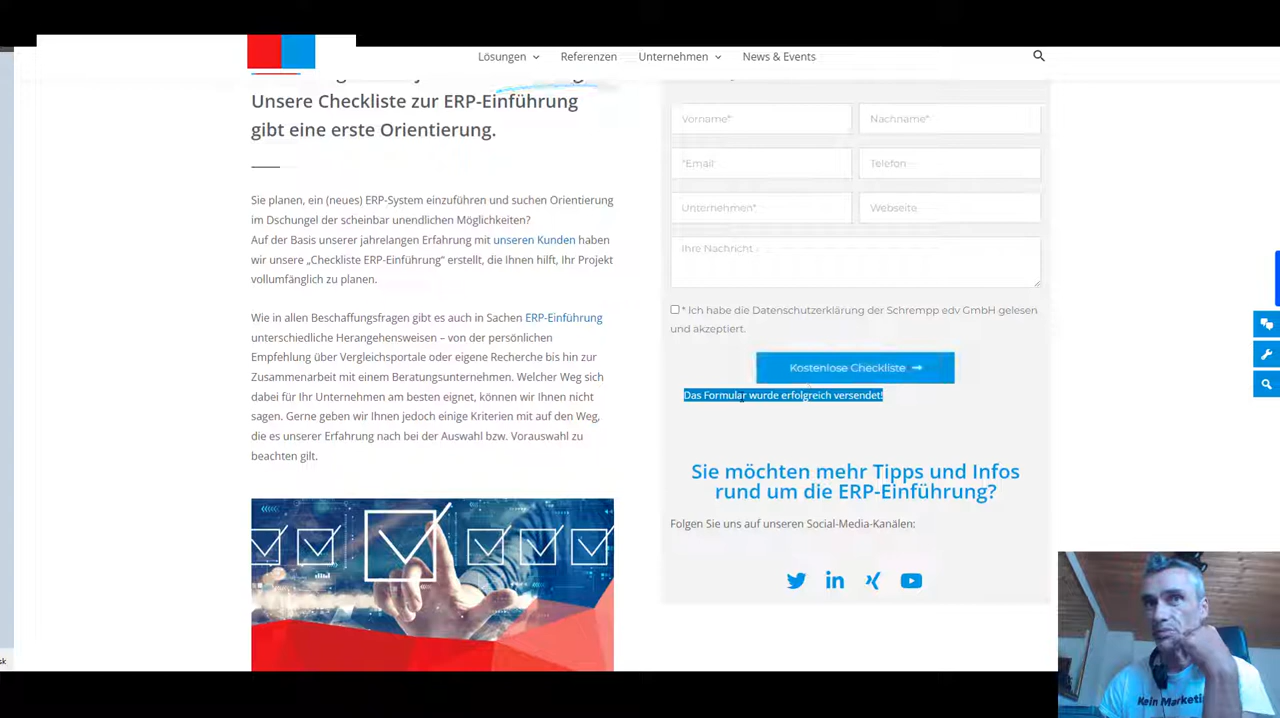 Lösungen
Referenzen
Unternehmen
News & Events
Unsere Checkliste zur ERP-Einführung
gibt eine erste Orientierung.
Sie planen, ein (neues) ERP-System einzuführen und suchen Orientierung
im Dschungel der scheinbar unendlichen Möglichkeiten?
Auf der Basis unserer jahrelangen Erfahrung mit unseren Kunden haben
wir unsere „Checkliste ERP-Einführung“ erstellt, die Ihnen hilft, Ihr Projekt
vollumfänglich zu planen.
Wie in allen Beschaffungsfragen gibt es auch in Sachen ERP-Einführung
unterschiedliche Herangehensweisen – von der persönlichen
Empfehlung über Vergleichsportale oder eigene Recherche bis hin zur
Zusammenarbeit mit einem Beratungsunternehmen. Welcher Weg sich
dabei für Ihr Unternehmen am besten eignet, können wir Ihnen nicht
sagen. Gerne geben wir Ihnen jedoch einige Kriterien mit auf den Weg,
die es unserer Erfahrung nach bei der Auswahl bzw. Vorauswahl zu
beachten gilt.
Vorname*
Nachname*
*Email
Telefon
Unternehmen*
Webseite
Ihre Nachricht
* Ich habe die Datenschutzerklärung der Schrempp edv GmbH gelesen
und akzeptiert.
Kostenlose Checkliste →
Das Formular wurde erfolgreich versendet!
Sie möchten mehr Tipps und Infos
rund um die ERP-Einführung?
Folgen Sie uns auf unseren Social-Media-Kanälen:
sk
Kein Marketin